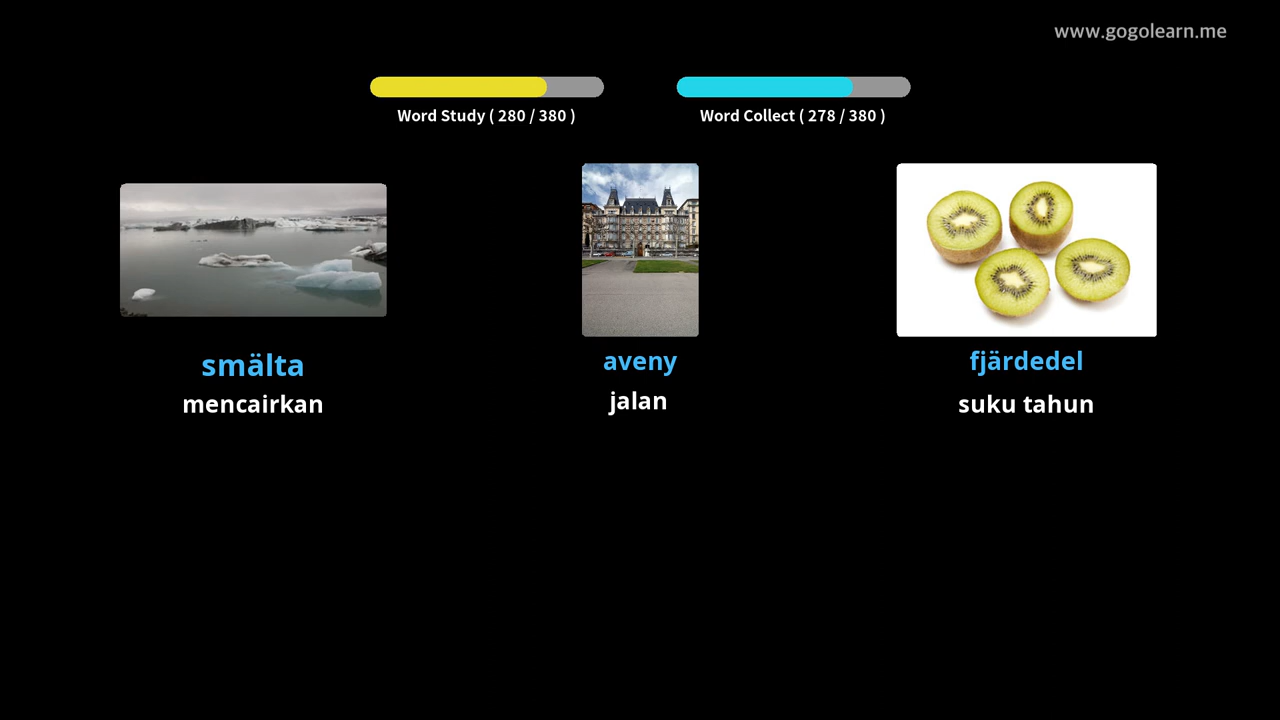 www.gogolearn.me
Word Study ( 280 / 380 )
Word Collect ( 278 / 380 )
smälta
mencairkan
aveny
jalan
fjärdedel
suku tahun